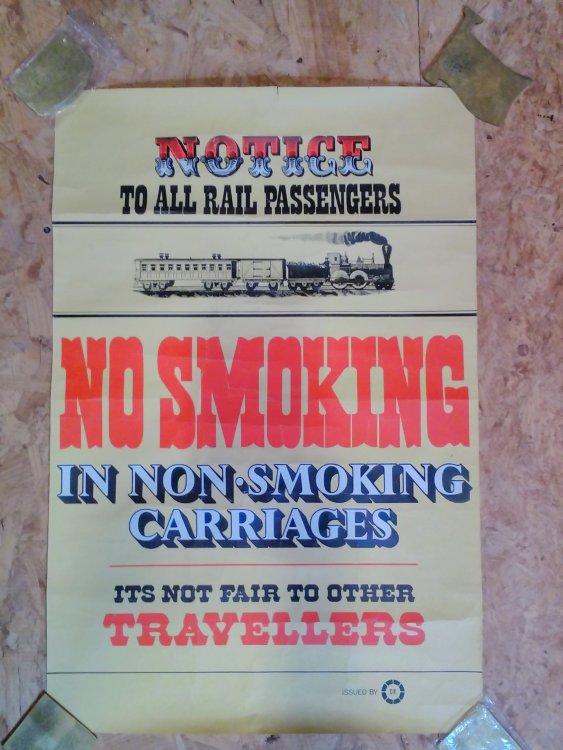 NOTICE
TO ALL RAIL PASSENGERS
NO SMOKING
IN NON-SMOKING
CARRIAGES
ITS NOT FAIR TO OTHER
TRAVELLERS
ISSUED BY